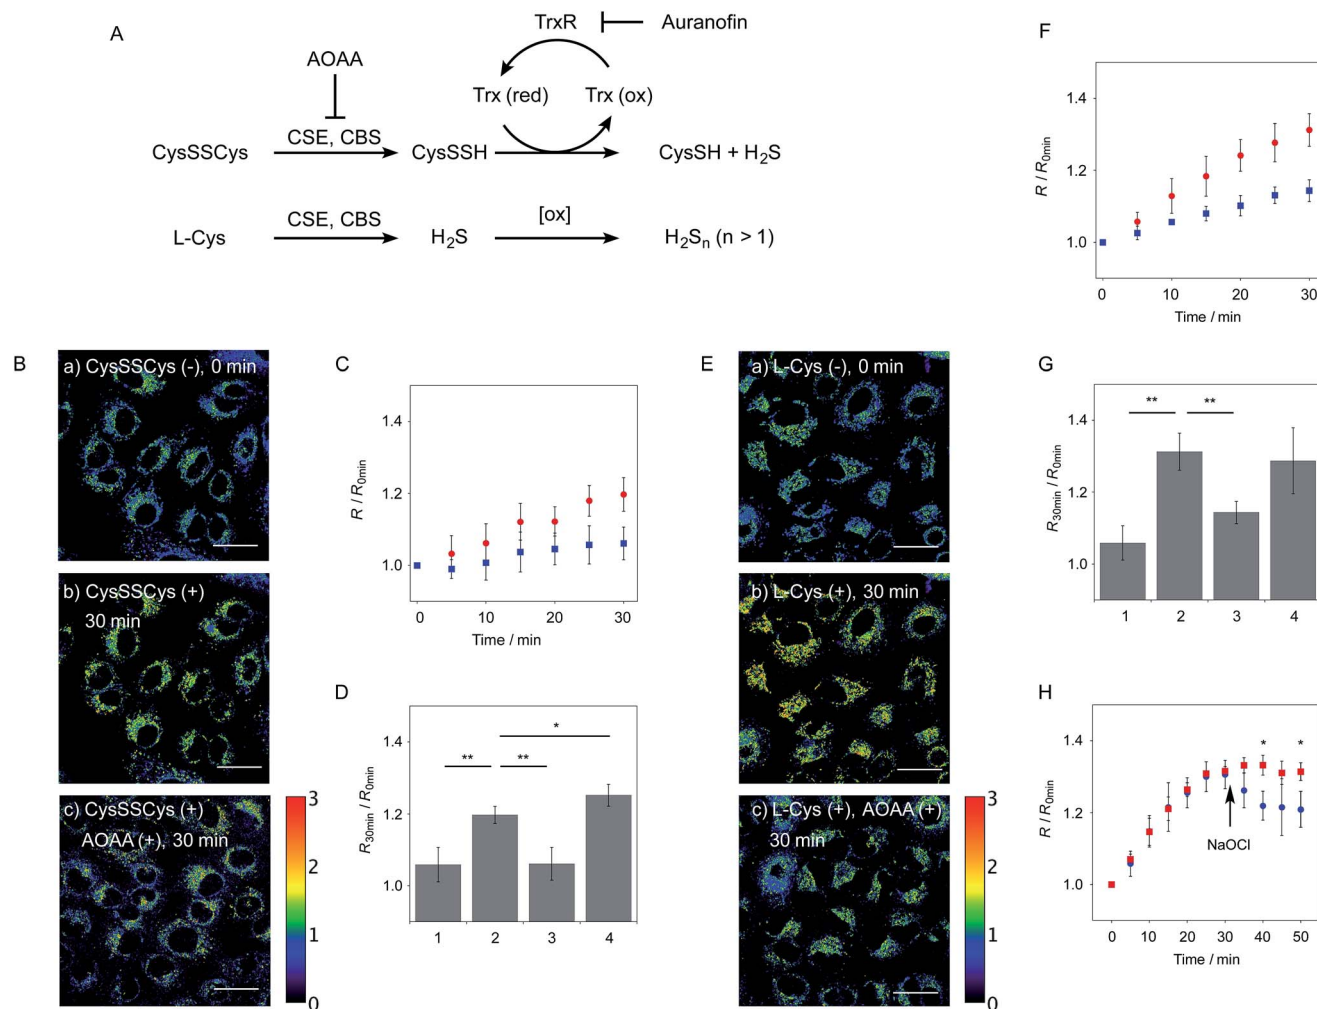 A
TrxR
Auranofin
AOAA
Trx (red)
Trx (ox)
CysSSCys
CSE, CBS
CysSSH
CysSH + H₂S
L-Cys
CSE, CBS
H₂S
[ox]
H₂Sₙ (n > 1)
B
a) CysSSCys (-), 0 min
b) CysSSCys (+)
30 min
c) CysSSCys (+)
AOAA (+), 30 min
3
2
1
0
C
R / R0min
1.4
1.2
1.0
0 10 20 30
Time / min
D
R30min / R0min
1.4
1.2
1.0
** ** *
1 2 3 4
E
a) L-Cys (-), 0 min
b) L-Cys (+), 30 min
c) L-Cys (+), AOAA (+)
30 min
3
2
1
0
F
R / R0min
1.4
1.2
1.0
0 10 20 30
Time / min
G
R30min / R0min
1.4
1.2
1.0
** **
1 2 3 4
H
R / R0min
1.4
1.2
1.0
* *
NaOCl
0 10 20 30 40 50
Time / min